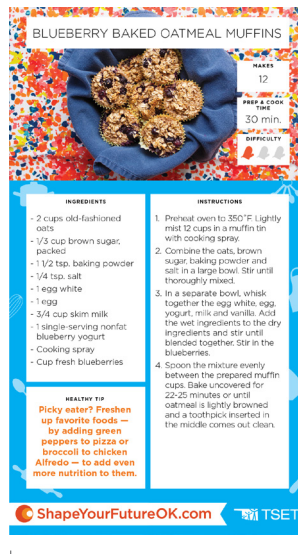 BLUEBERRY BAKED OATMEAL MUFFINS
MAKES
12
PREP & COOK
TIME
30 min.
DIFFICULTY
INGREDIENTS
- 2 cups old-fashioned
oats
- 1/3 cup brown sugar,
packed
- 1 1/2 tsp. baking powder
- 1/4 tsp. salt
- 1 egg white
- 1 egg
- 3/4 cup skim milk
- 1 single-serving nonfat
blueberry yogurt
- Cooking spray
- Cup fresh blueberries
HEALTHY TIP
Picky eater? Freshen
up favorite foods —
by adding green
peppers to pizza or
broccoli to chicken
Alfredo — to add even
more nutrition to them.
INSTRUCTIONS
1. Preheat oven to 350˚F. Lightly
mist 12 cups in a muffin tin
with cooking spray.
2. Combine the oats, brown
sugar, baking powder and
salt in a large bowl. Stir until
thoroughly mixed.
3. In a separate bowl, whisk
together the egg white, egg,
yogurt, milk and vanilla. Add
the wet ingredients to the dry
ingredients and stir until
blended together. Stir in the
blueberries.
4. Spoon the mixture evenly
between the prepared muffin
cups. Bake uncovered for
22-25 minutes or until
oatmeal is lightly browned
and a toothpick inserted in
the middle comes out clean.
ShapeYourFutureOK.com
TSET